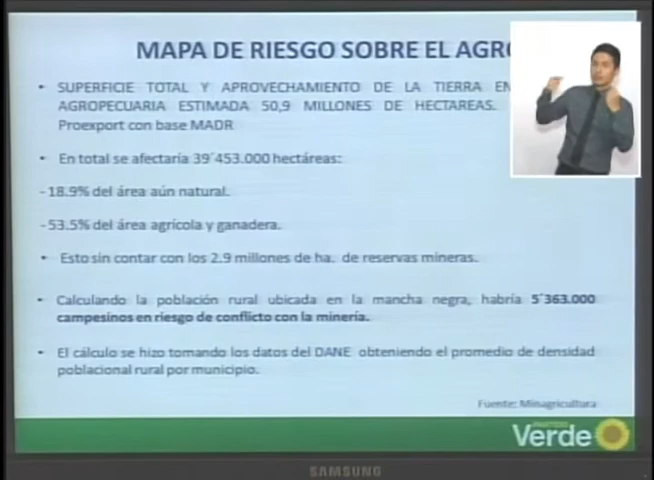 MAPA DE RIESGO SOBRE EL AGRO
• SUPERFICIE TOTAL Y APROVECHAMIENTO DE LA TIERRA EN
AGROPECUARIA ESTIMADA 50,9 MILLONES DE HECTAREAS.
Proexport con base MADR
• En total se afectaría 39´453.000 hectáreas:
-18.9% del área aún natural.
-53.5% del área agrícola y ganadera.
• Esto sin contar con los 2.9 millones de ha. de reservas mineras.
• Calculando la población rural ubicada en la mancha negra, habría 5´363.000
campesinos en riesgo de conflicto con la minería.
• El cálculo se hizo tomando los datos del DANE obteniendo el promedio de densidad
poblacional rural por municipio.
Fuente: Minagricultura
PARTIDO
Verde
SAMSUNG